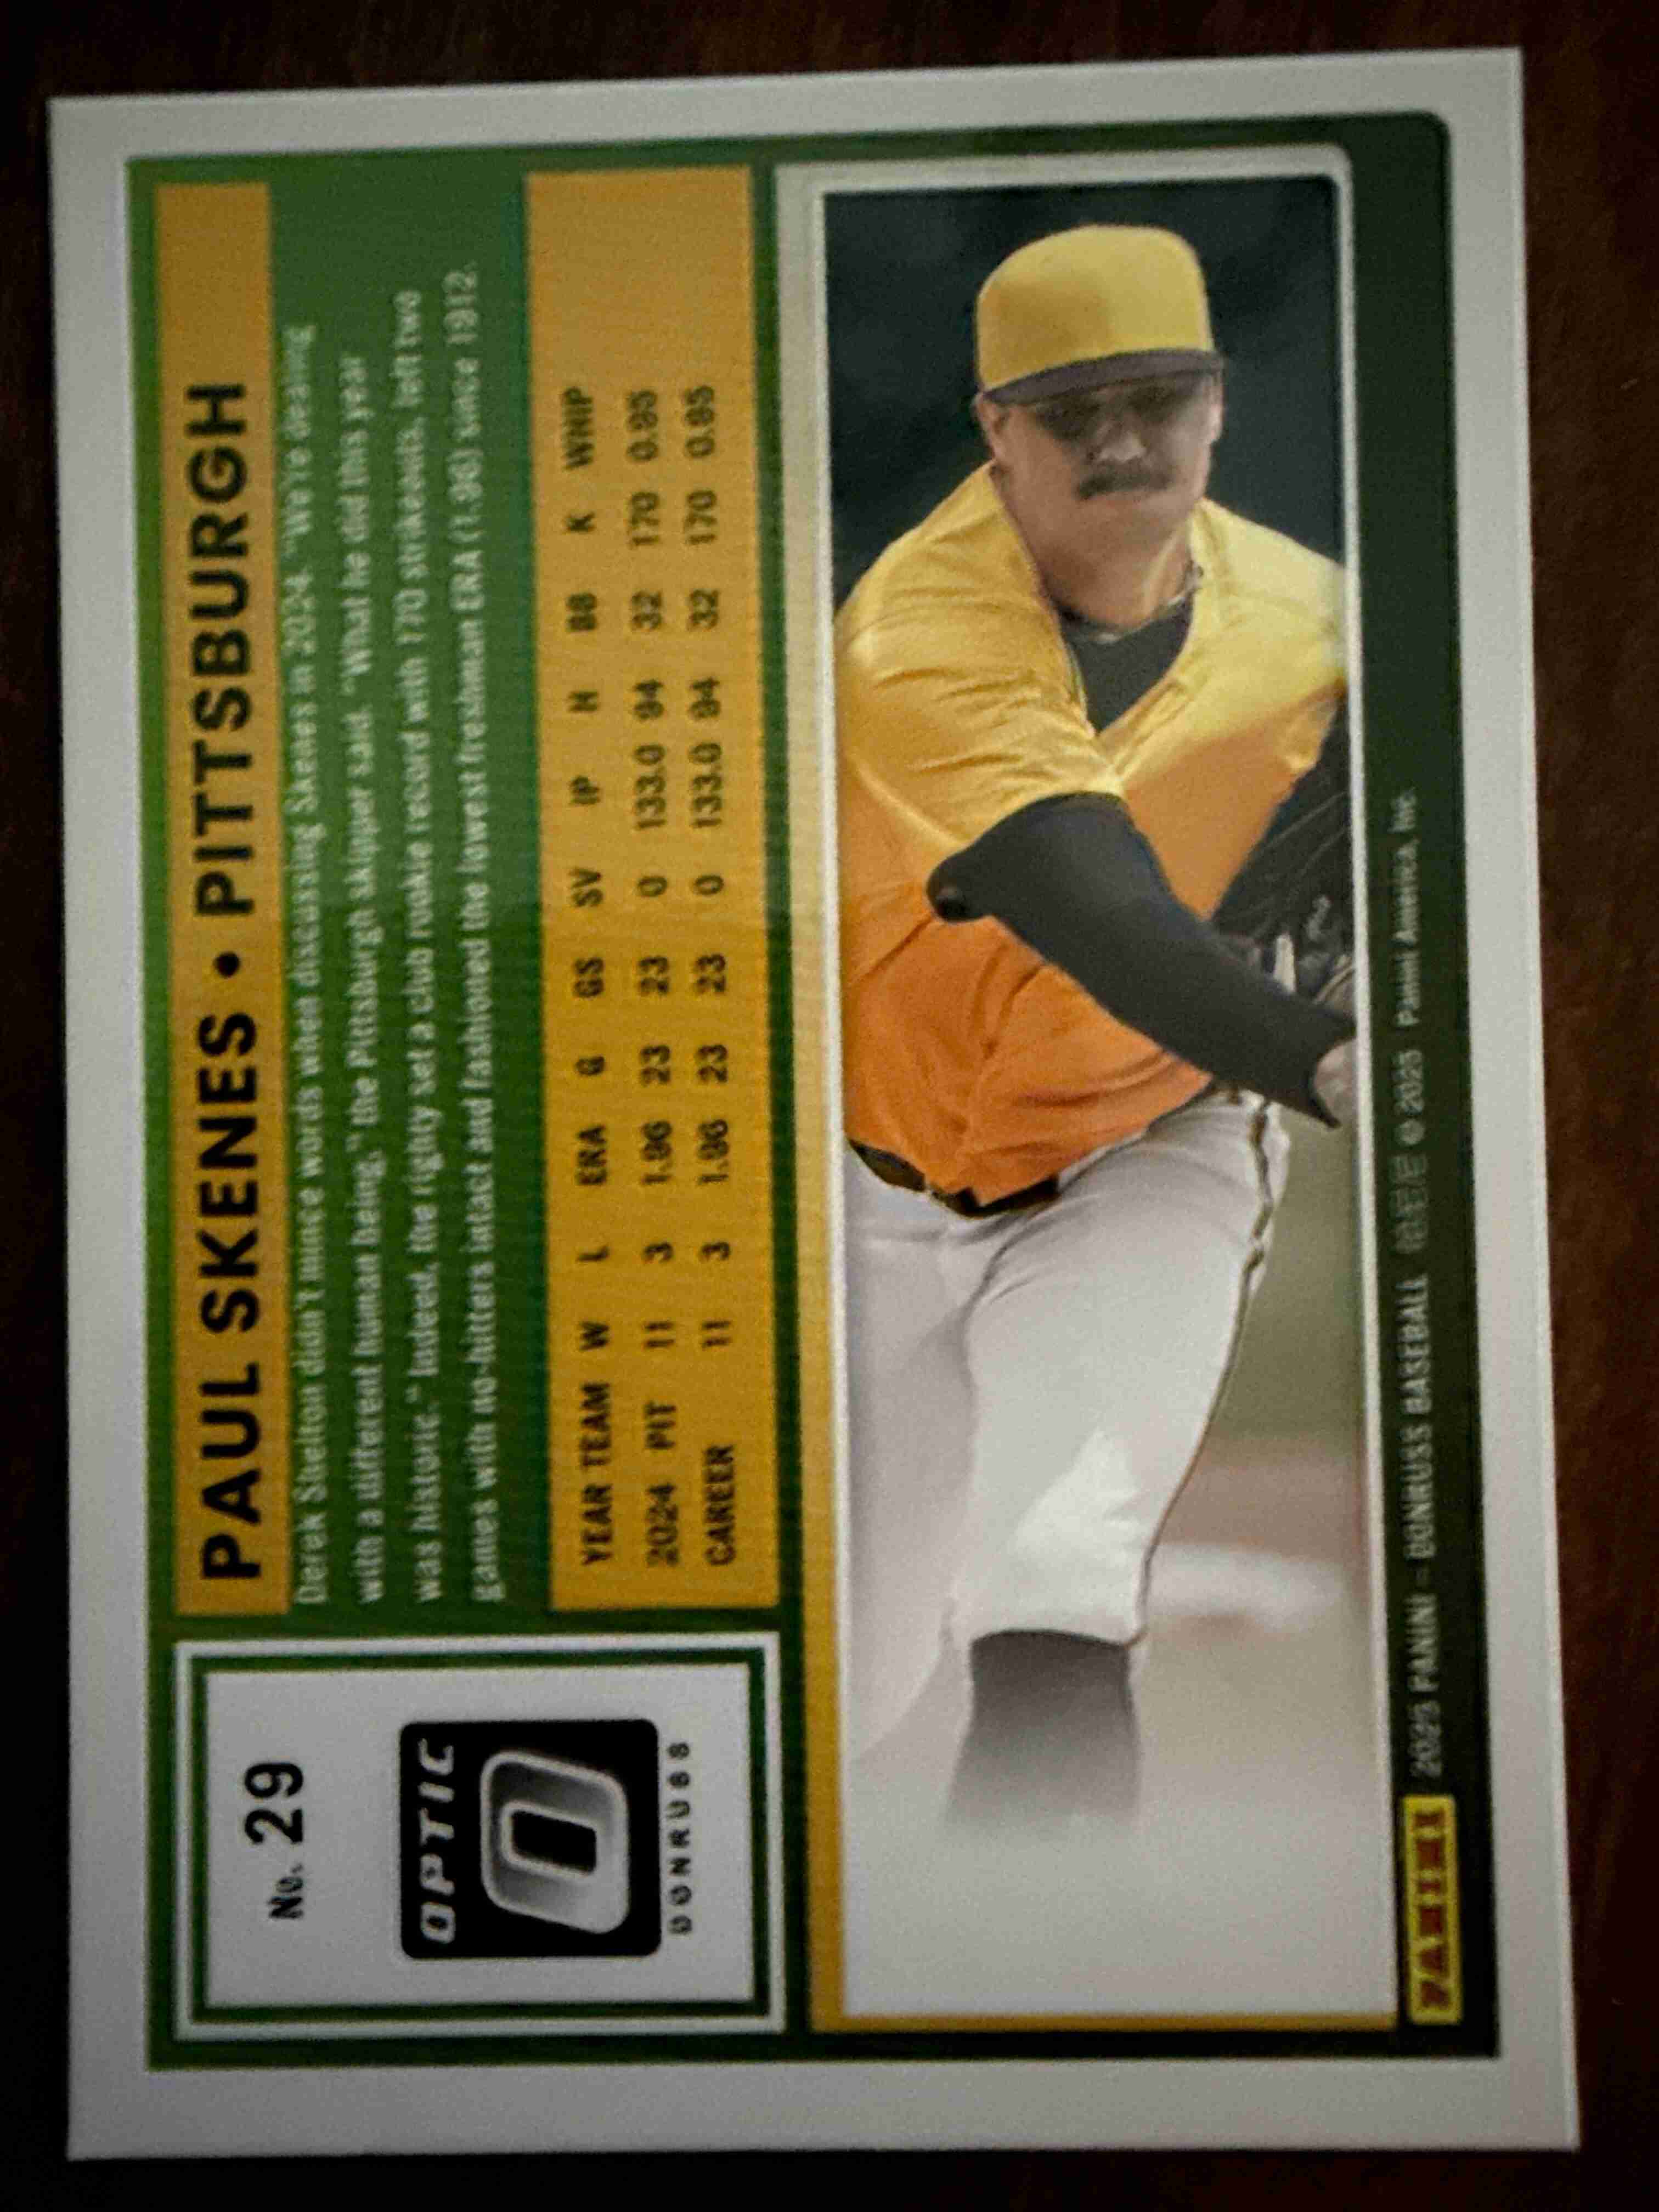 PAUL SKENES • PITTSBURGH
Derek Shelton didn't mince words when discussing Skenes in 2024. "We're dealing
with a different human being," the Pittsburgh skipper said. "What he did this year
was historic." Indeed, the righty set a club rookie record with 170 strikeouts, left two
games with no-hitters intact and fashioned the lowest freshman ERA (1.96) since 1912.
YEAR TEAM W L ERA G GS SV IP H BB K WHIP
2024 PIT 11 3 1.96 23 23 0 133.0 94 32 170 0.95
CAREER 11 3 1.96 23 23 0 133.0 94 32 170 0.95
No. 29
OPTIC
DONRUSS
PANINI
2025 PANINI – DONRUSS BASEBALL © 2025 Panini America, Inc.